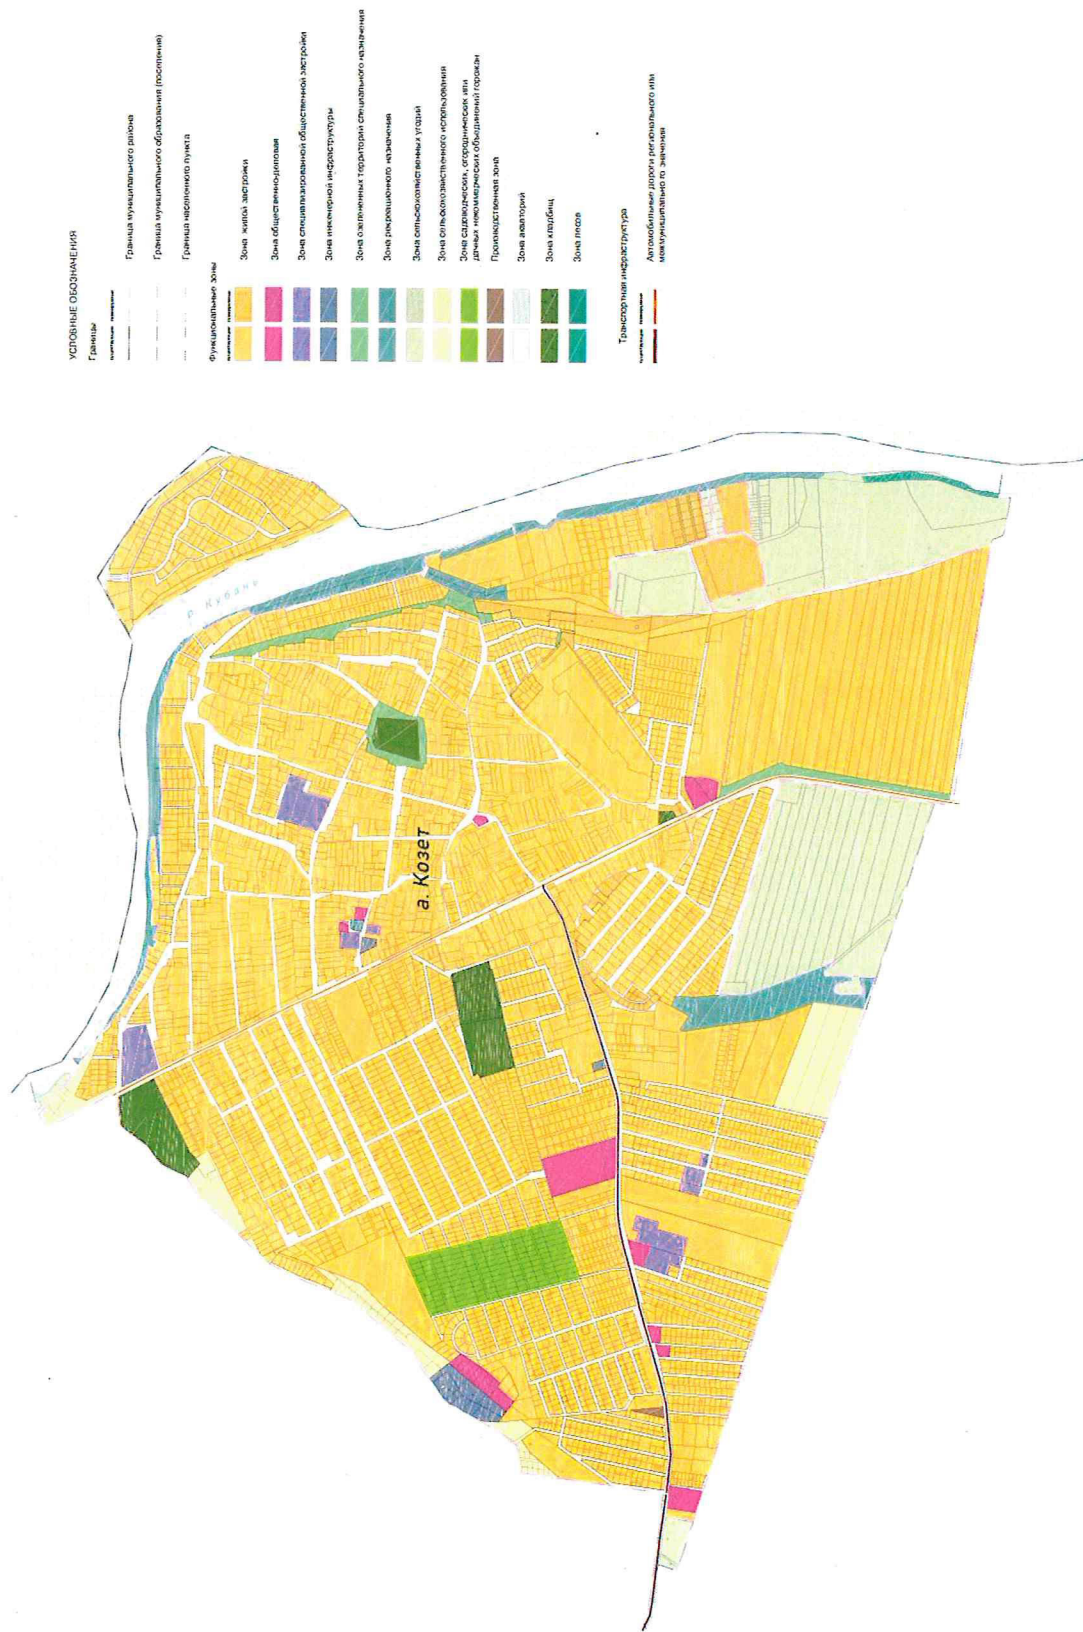 УСЛОВНЫЕ ОБОЗНАЧЕНИЯ
Границы
Граница муниципального района
Граница муниципального образования (поселения)
Граница населенного пункта
Функциональные зоны
Зона жилой застройки
Зона общественно-деловая
Зона специализированной общественной застройки
Зона инженерной инфраструктуры
Зона озелененных территорий специального назначения
Зона рекреационного назначения
Зона сельскохозяйственных угодий
Зона сельскохозяйственного использования
Зона садоводческих, огороднических или
дачных некоммерческих объединений граждан
Производственная зона
Зона акваторий
Зона кладбищ
Зона лесов
Транспортная инфраструктура
Автомобильные дороги регионального или
межмуниципального значения
р. Кубань
а. Козет